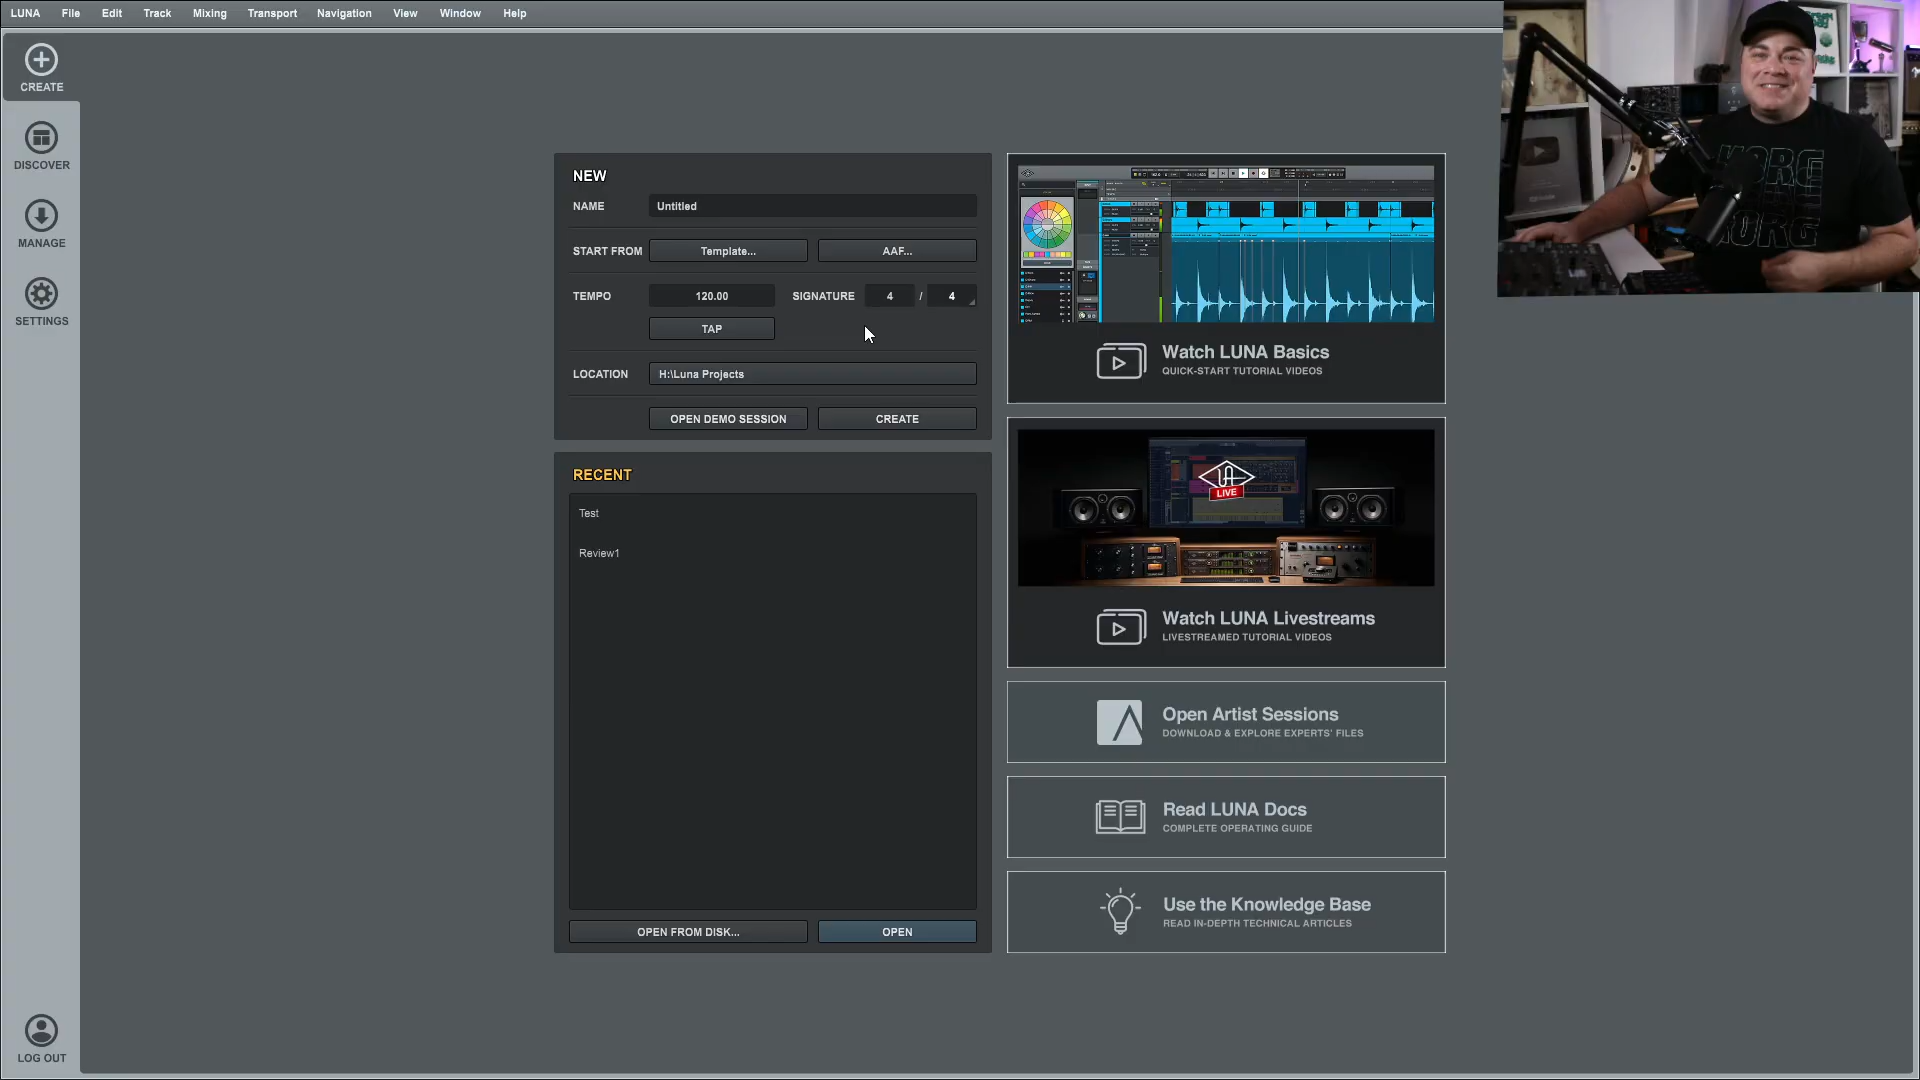 LUNA File Edit Track Mixing Transport Navigation View Window Help
CREATE
DISCOVER
MANAGE
SETTINGS
LOG OUT
NEW
NAME Untitled
START FROM Template... AAF...
TEMPO 120.00 SIGNATURE 4 / 4
TAP
LOCATION H:\Luna Projects
OPEN DEMO SESSION CREATE
RECENT
Test
Review1
OPEN FROM DISK... OPEN
Watch LUNA Basics
QUICK-START TUTORIAL VIDEOS
LIVE
Watch LUNA Livestreams
LIVESTREAMED TUTORIAL VIDEOS
Open Artist Sessions
DOWNLOAD & EXPLORE EXPERTS' FILES
Read LUNA Docs
COMPLETE OPERATING GUIDE
Use the Knowledge Base
READ IN-DEPTH TECHNICAL ARTICLES
KORG
KORG